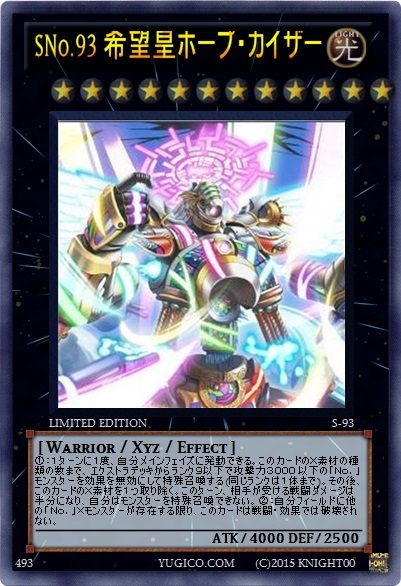 SNo.93 希望皇ホープ・カイザー
LIGHT
光
LIMITED EDITION
S-93
[ Warrior / Xyz / Effect ]
①:1ターンに1度、自分メインフェイズに発動できる。このカードのX素材の種
類の数まで、エクストラデッキからランク9以下で攻撃力3000以下の「No.」
モンスターを効果を無効にして特殊召喚する(同じランクは1体まで)。その後、
このカードのX素材を1つ取り除く。このターン、相手が受ける戦闘ダメージは
半分になり、自分はモンスターを特殊召喚できない。②:自分フィールドに他
の「No.」Xモンスターが存在する限り、このカードは戦闘・効果では破壊され
ない。
ATK / 4000 DEF / 2500
493
YUGICO.COM
(C)2015 KNIGHT00